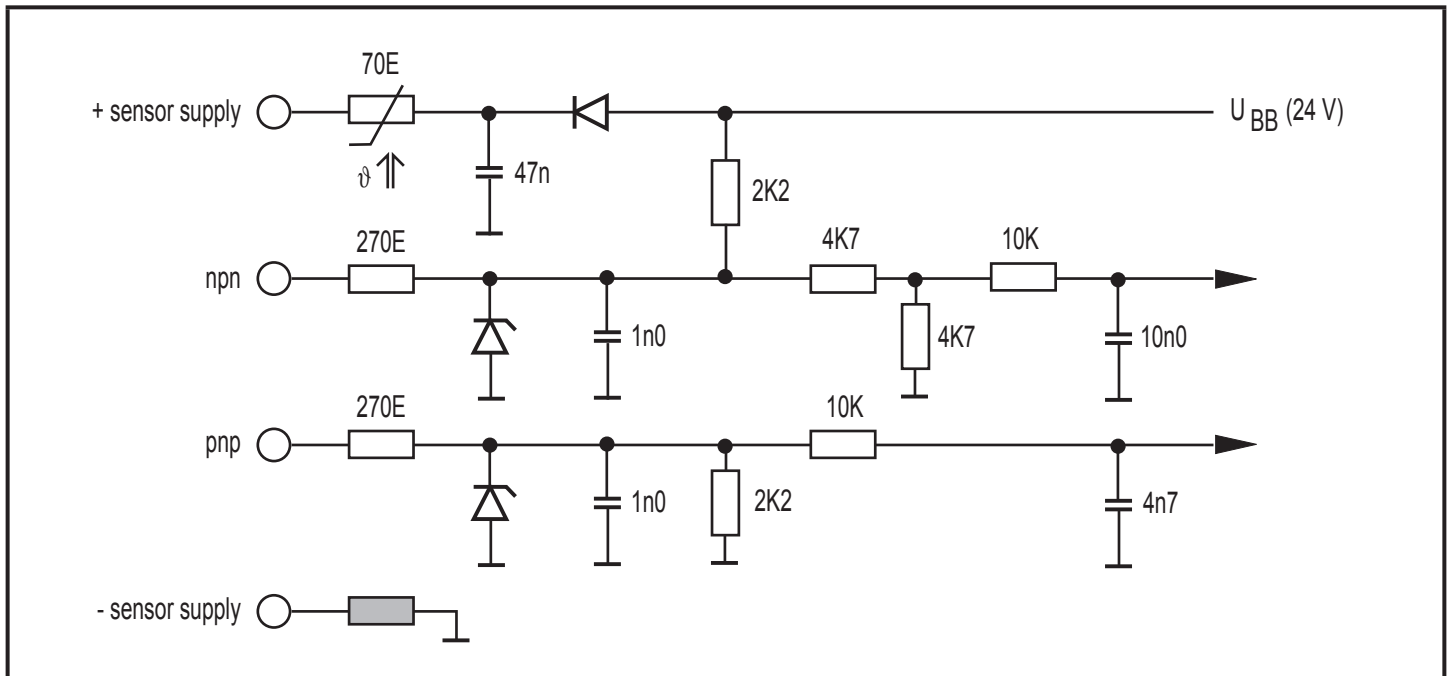 70E
+ sensor supply
U BB (24 V)
ϑ
47n
2K2
270E
4K7
10K
npn
1n0
4K7
10n0
270E
10K
pnp
1n0
2K2
4n7
- sensor supply